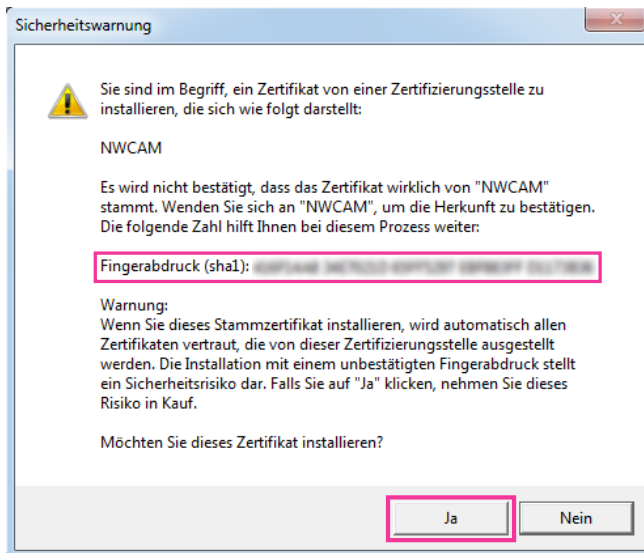 Sicherheitswarnung
Sie sind im Begriff, ein Zertifikat von einer Zertifizierungsstelle zu
installieren, die sich wie folgt darstellt:
NWCAM
Es wird nicht bestätigt, dass das Zertifikat wirklich von "NWCAM"
stammt. Wenden Sie sich an "NWCAM", um die Herkunft zu bestätigen.
Die folgende Zahl hilft Ihnen bei diesem Prozess weiter:
Fingerabdruck (sha1):
Warnung:
Wenn Sie dieses Stammzertifikat installieren, wird automatisch allen
Zertifikaten vertraut, die von dieser Zertifizierungsstelle ausgestellt
werden. Die Installation mit einem unbestätigten Fingerabdruck stellt
ein Sicherheitsrisiko dar. Falls Sie auf "Ja" klicken, nehmen Sie dieses
Risiko in Kauf.
Möchten Sie dieses Zertifikat installieren?
Ja Nein